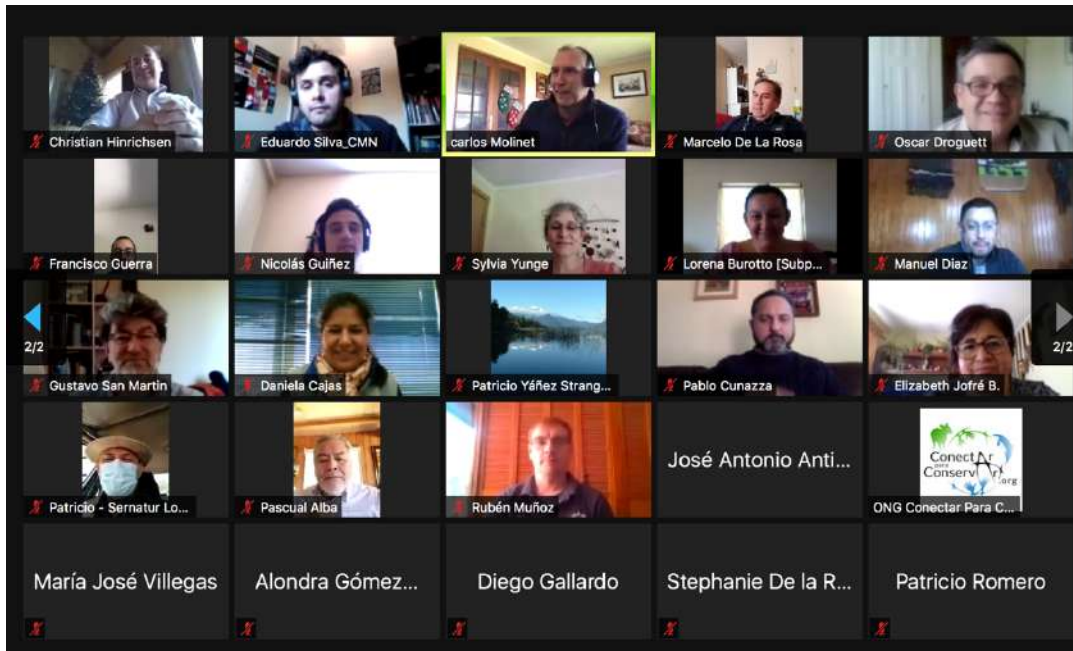 Christian Hinrichsen
Eduardo Silva_CMN
carlos Molinet
Marcelo De La Rosa
Oscar Droguett
Francisco Guerra
Nicolás Guiñez
Sylvia Yunge
Lorena Burotto [Subp...
Manuel Diaz
2/2
2/2
Gustavo San Martin
Daniela Cajas
Patricio Yáñez Strang...
Pablo Cunazza
Elizabeth Jofré B.
Patricio - Sernatur Lo...
Pascual Alba
Rubén Muñoz
José Antonio Anti...
ConectAr
para
ConservAr
.org
ONG Conectar Para C...
María José Villegas
Alondra Gómez...
Diego Gallardo
Stephanie De la R...
Patricio Romero